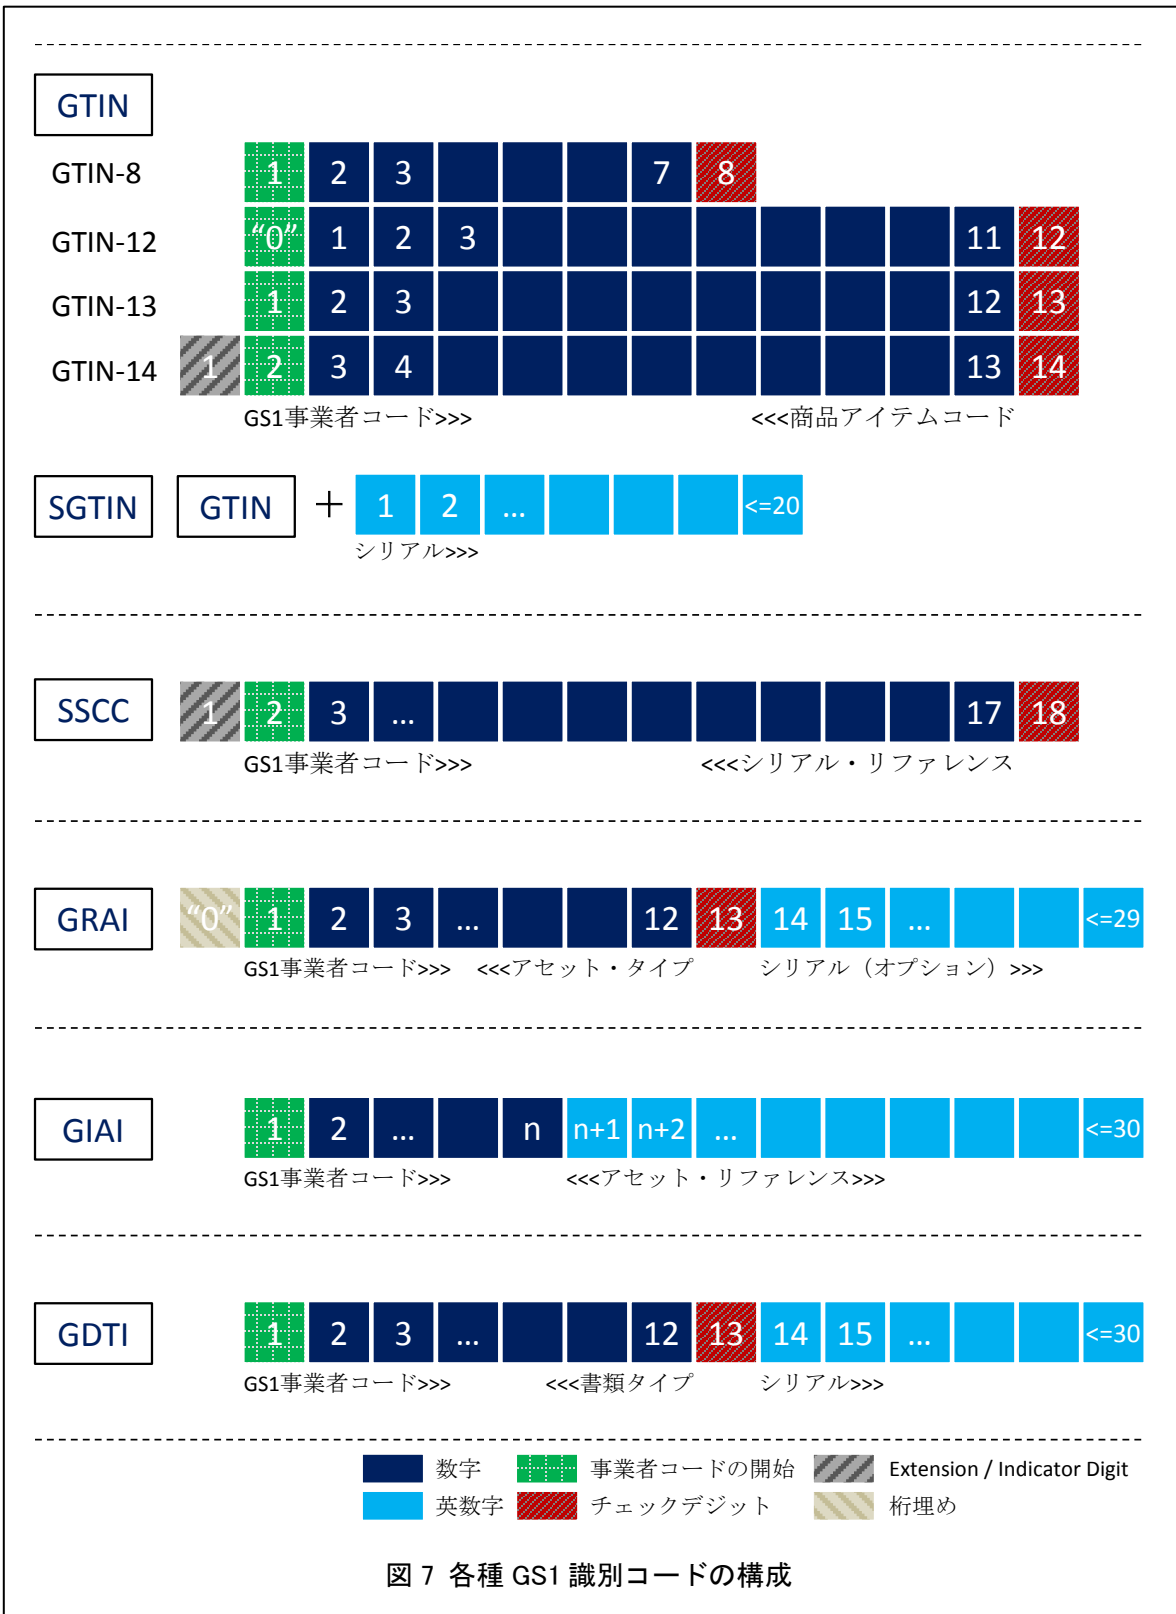 GTIN
GTIN-8 1 2 3 7 8
GTIN-12 “0” 1 2 3 11 12
GTIN-13 1 2 3 12 13
GTIN-14 1 2 3 4 13 14
GS1事業者コード>>> <<<商品アイテムコード
SGTIN GTIN + 1 2 ... <=20
シリアル>>>
SSCC 1 2 3 ... 17 18
GS1事業者コード>>> <<<シリアル・リファレンス
GRAI “0” 1 2 3 ... 12 13 14 15 ... <=29
GS1事業者コード>>> <<<アセット・タイプ シリアル（オプション）>>>
GIAI 1 2 ... n n+1 n+2 ... <=30
GS1事業者コード>>> <<<アセット・リファレンス>>>
GDTI 1 2 3 ... 12 13 14 15 ... <=30
GS1事業者コード>>> <<<書類タイプ シリアル>>>
数字 事業者コードの開始 Extension / Indicator Digit
英数字 チェックデジット 桁埋め
図 7 各種 GS1 識別コードの構成